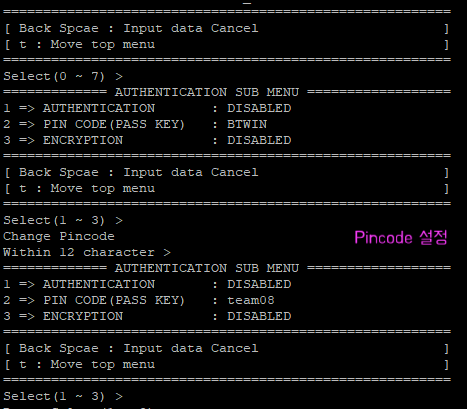 ==========================================================
[ Back Spcae : Input data Cancel ]
[ t : Move top menu ]
==========================================================
Select(0 ~ 7) >
============= AUTHENTICATION SUB MENU ==================
1 => AUTHENTICATION : DISABLED
2 => PIN CODE(PASS KEY) : BTWIN
3 => ENCRYPTION : DISABLED
==========================================================
[ Back Spcae : Input data Cancel ]
[ t : Move top menu ]
==========================================================
Select(1 ~ 3) >
Change Pincode
Pincode 설정
Within 12 character >
============= AUTHENTICATION SUB MENU ==================
1 => AUTHENTICATION : DISABLED
2 => PIN CODE(PASS KEY) : team08
3 => ENCRYPTION : DISABLED
==========================================================
[ Back Spcae : Input data Cancel ]
[ t : Move top menu ]
==========================================================
Select(1 ~ 3) >